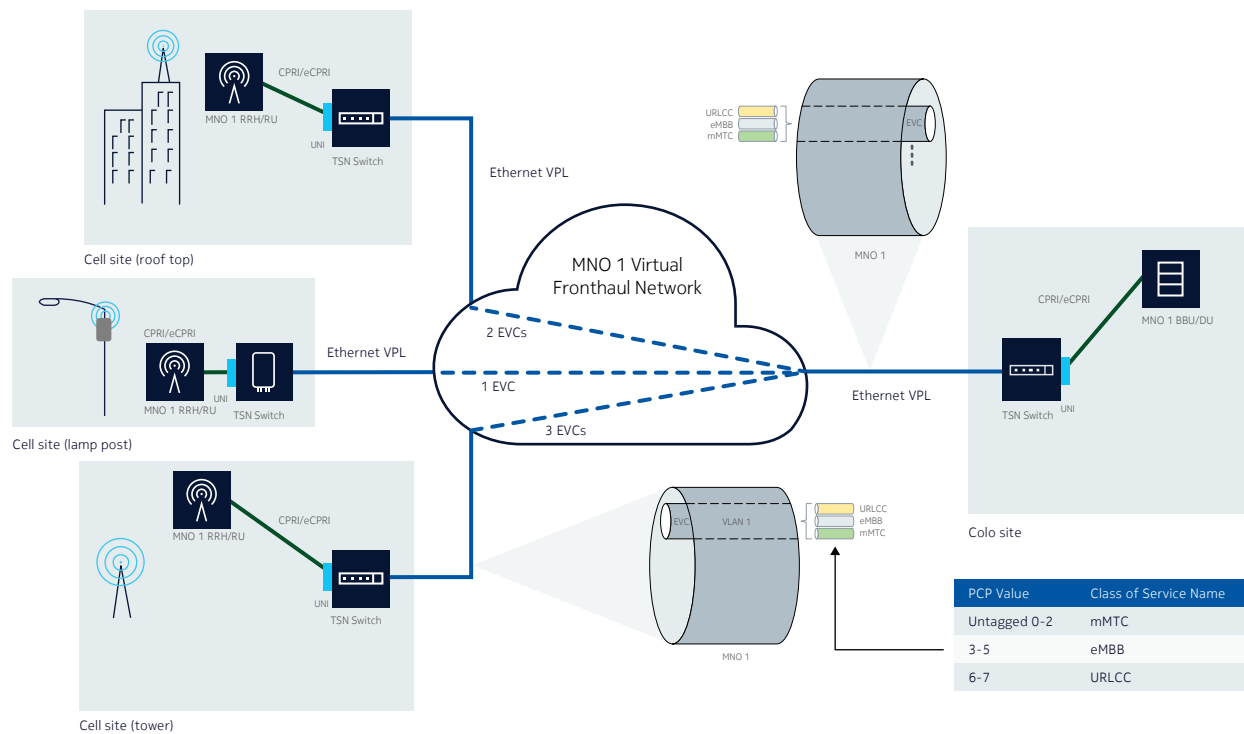 CPRI/eCPRI
MNO 1 RRH/RU
UNI
TSN Switch
Cell site (roof top)
Ethernet VPL
URLCC
eMBB
mMTC
EVC
MNO 1
MNO 1 Virtual
Fronthaul Network
2 EVCs
1 EVC
3 EVCs
CPRI/eCPRI
MNO 1 RRH/RU
UNI
TSN Switch
Ethernet VPL
Cell site (lamp post)
CPRI/eCPRI
MNO 1 BBU/DU
Ethernet VPL
TSN Switch
UNI
Colo site
MNO 1 RRH/RU
CPRI/eCPRI
UNI
TSN Switch
Cell site (tower)
EVC
VLAN 1
URLCC
eMBB
mMTC
MNO 1
PCP Value Class of Service Name
Untagged 0-2 mMTC
3-5 eMBB
6-7 URLCC